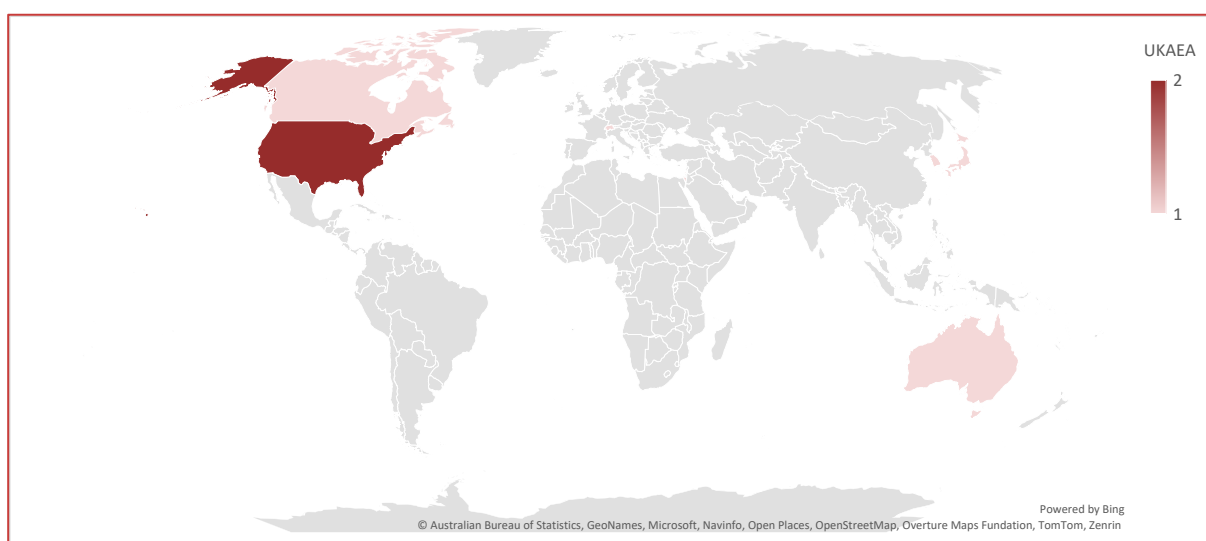 UKAEA
2
1
Powered by Bing
© Australian Bureau of Statistics, GeoNames, Microsoft, Navinfo, Open Places, OpenStreetMap, Overture Maps Fundation, TomTom, Zenrin